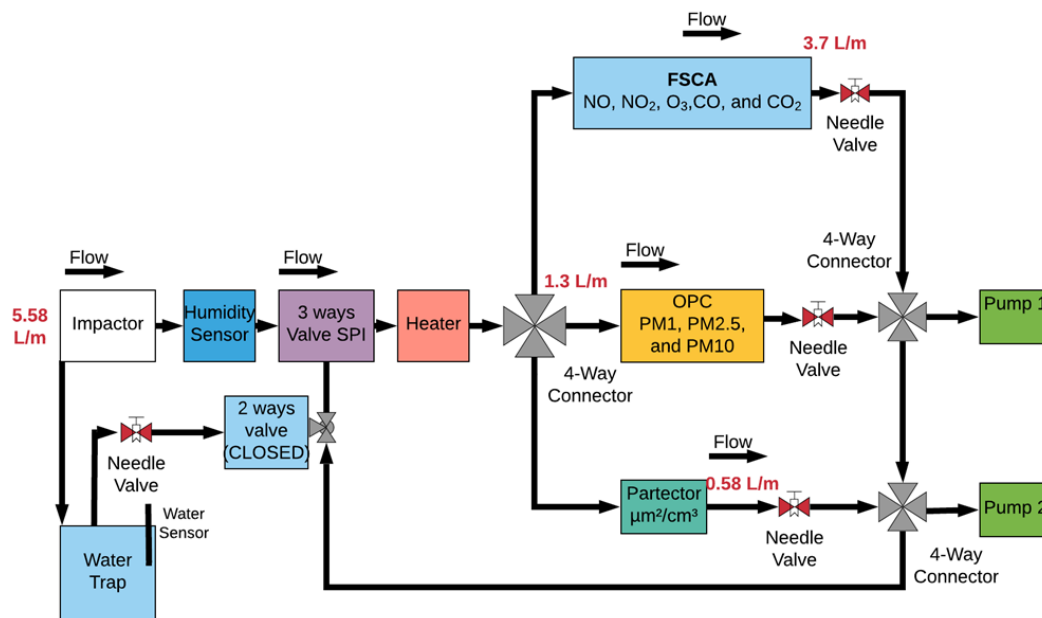 Flow
3.7 L/m
FSCA
NO, NO₂, O₃,CO, and CO₂
Needle
Valve
4-Way
Connector
Flow
Flow
Flow
5.58
L/m
Impactor
Humidity
Sensor
3 ways
Valve SPI
Heater
1.3 L/m
OPC
PM1, PM2.5,
and PM10
Needle
Valve
Pump 1
4-Way
Connector
2 ways
valve
(CLOSED)
Needle
Valve
Flow
0.58 L/m
Partector
µm²/cm³
Needle
Valve
Pump 2
4-Way
Connector
Water
Sensor
Water
Trap